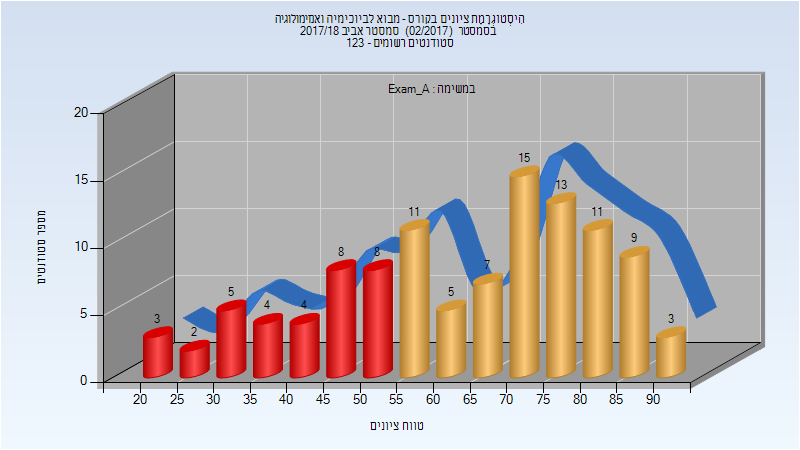 היסטוגרמת ציונים בקורס - מבוא לביוכימיה ואמימולוגיה
בסמסטר (02/2017) סמסטר אביב 2017/18
סטודנטים רשומים - 123
במשימה : Exam_A
מספר סטודנטים
20
15
10
5
0
3
2
5
4
4
8
8
11
5
7
15
13
11
9
3
20 25 30 35 40 45 50 55 60 65 70 75 80 85 90
טווח ציונים